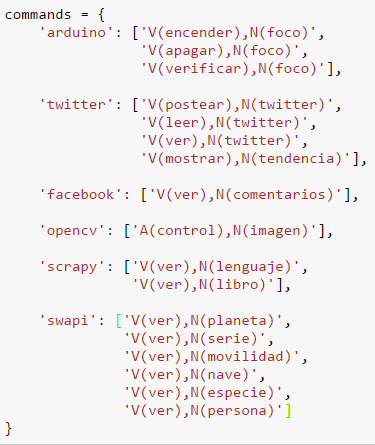 commands = {
    'arduino': ['V(encender),N(foco)',
                'V(apagar),N(foco)',
                'V(verificar),N(foco)'],
    'twitter': ['V(postear),N(twitter)',
                'V(leer),N(twitter)',
                'V(ver),N(twitter)',
                'V(mostrar),N(tendencia)'],
    'facebook': ['V(ver),N(comentarios)'],
    'opencv': ['A(control),N(imagen)'],
    'scrapy': ['V(ver),N(lenguaje)',
               'V(ver),N(libro)'],
    'swapi': ['V(ver),N(planeta)',
              'V(ver),N(serie)',
              'V(ver),N(movilidad)',
              'V(ver),N(nave)',
              'V(ver),N(especie)',
              'V(ver),N(persona)']
}